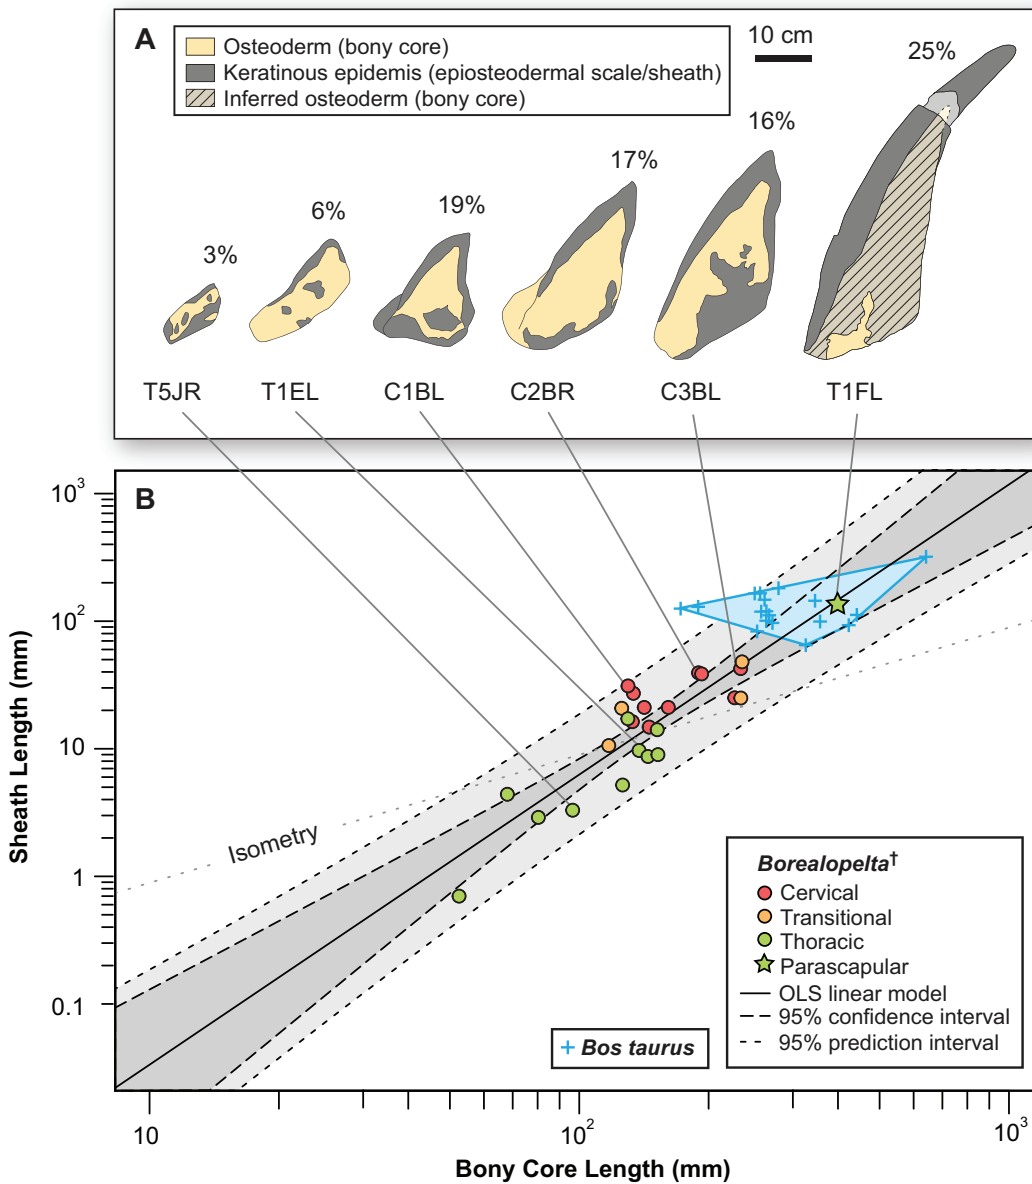 A
Osteoderm (bony core)
Keratinous epidemis (epiosteodermal scale/sheath)
Inferred osteoderm (bony core)
10 cm
25%
16%
17%
19%
6%
3%
T5JR
T1EL
C1BL
C2BR
C3BL
T1FL
B
10³
10²
10
1
0.1
Sheath Length (mm)
Isometry
Borealopelta†
Cervical
Transitional
Thoracic
Parascapular
OLS linear model
95% confidence interval
95% prediction interval
Bos taurus
10
10²
10³
Bony Core Length (mm)